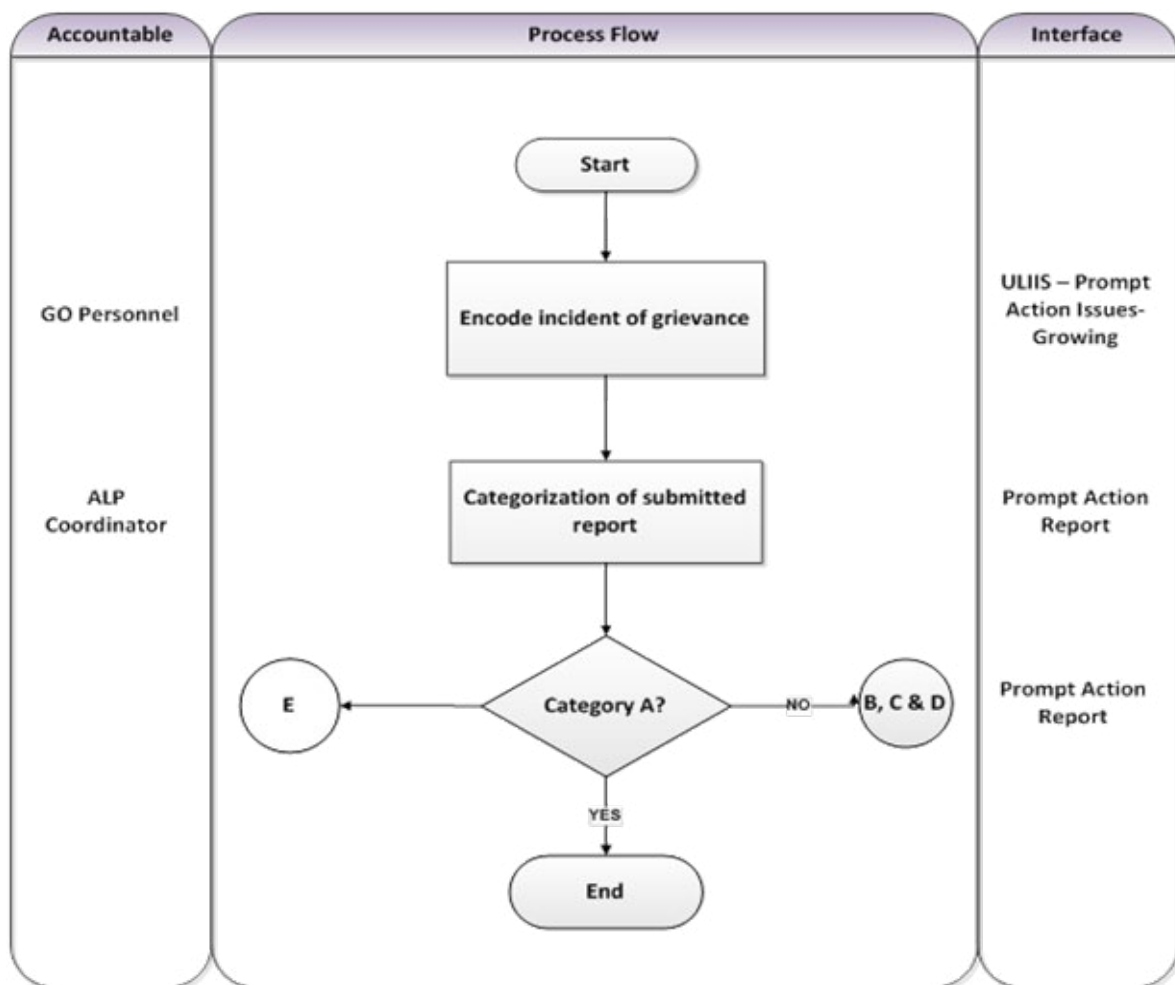 Accountable
Process Flow
Interface
Start
GO Personnel
Encode incident of grievance
ULIIS – Prompt
Action Issues-
Growing
ALP
Coordinator
Categorization of submitted
report
Prompt Action
Report
E
Category A?
NO
B, C & D
Prompt Action
Report
YES
End